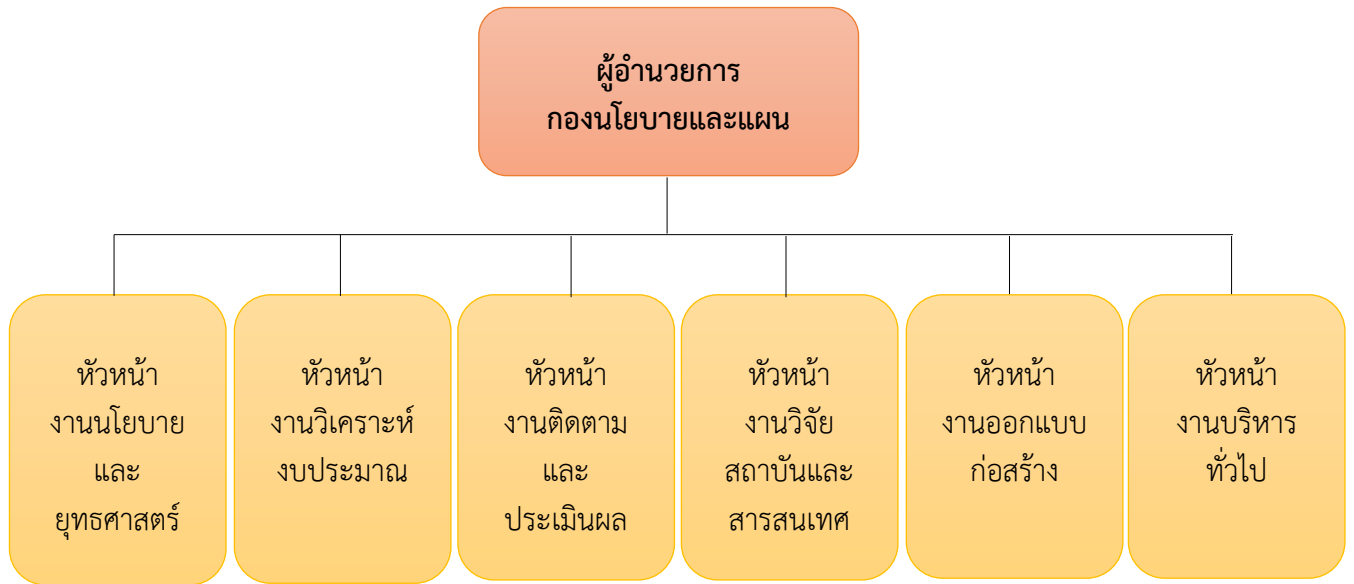 ผู้อำนวยการ
กองนโยบายและแผน
หัวหน้า
งานนโยบาย
และ
ยุทธศาสตร์
หัวหน้า
งานวิเคราะห์
งบประมาณ
หัวหน้า
งานติดตาม
และ
ประเมินผล
หัวหน้า
งานวิจัย
สถาบันและ
สารสนเทศ
หัวหน้า
งานออกแบบ
ก่อสร้าง
หัวหน้า
งานบริหาร
ทั่วไป